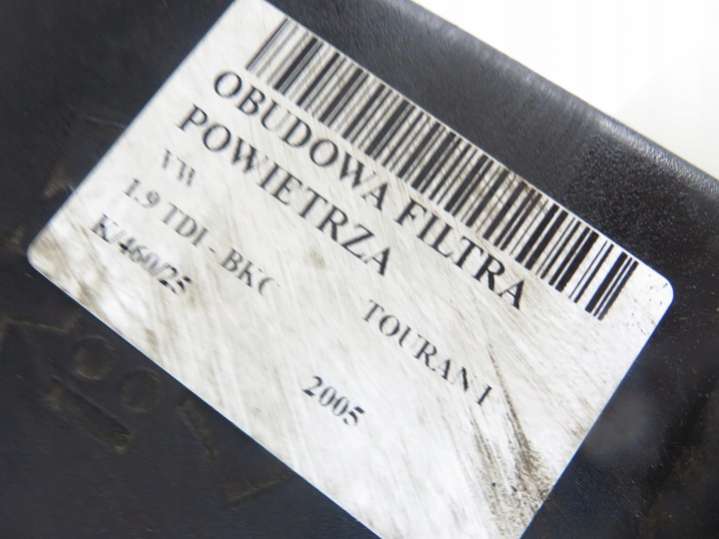 OBUDOWA FILTRA
POWIETRZA
VW TOURAN I
1.9 TDI - BKC 2005
K/460/25